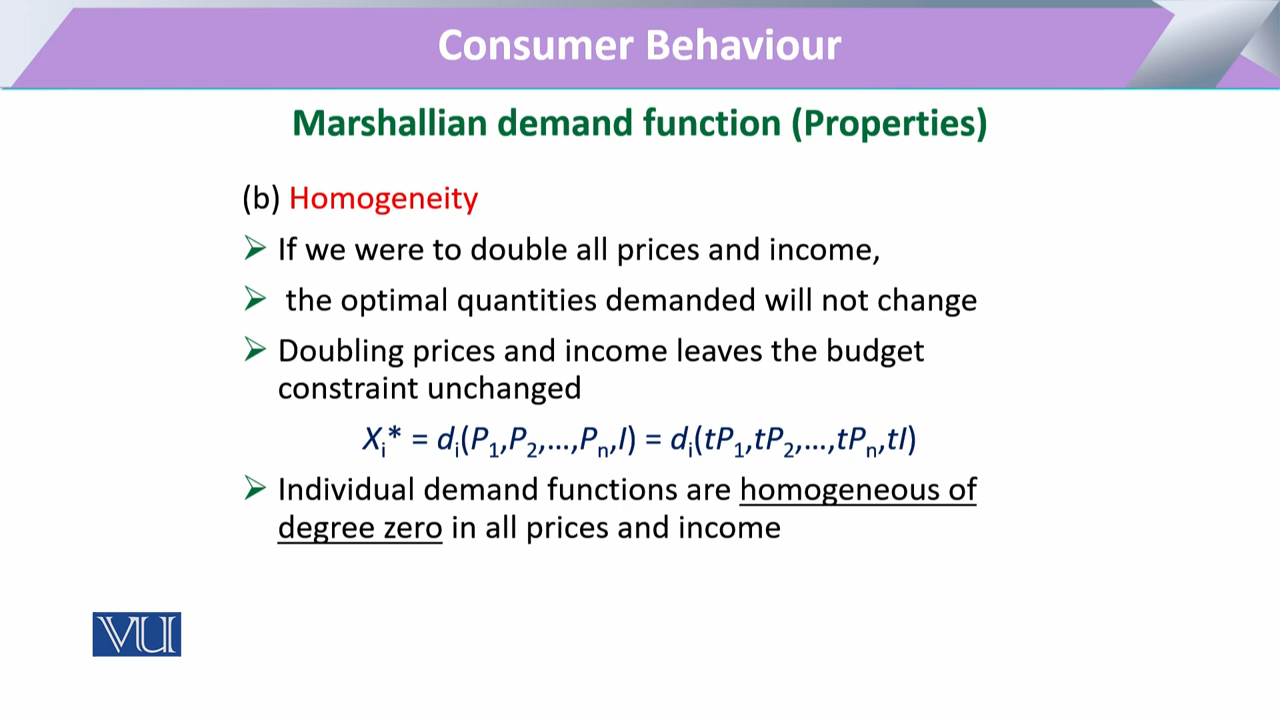 Consumer Behaviour
Marshallian demand function (Properties)
(b) Homogeneity
➢ If we were to double all prices and income,
➢ the optimal quantities demanded will not change
➢ Doubling prices and income leaves the budget
constraint unchanged
Xᵢ* = dᵢ(P₁,P₂,...,Pₙ,I) = dᵢ(tP₁,tP₂,...,tPₙ,tI)
➢ Individual demand functions are homogeneous of
degree zero in all prices and income
VU